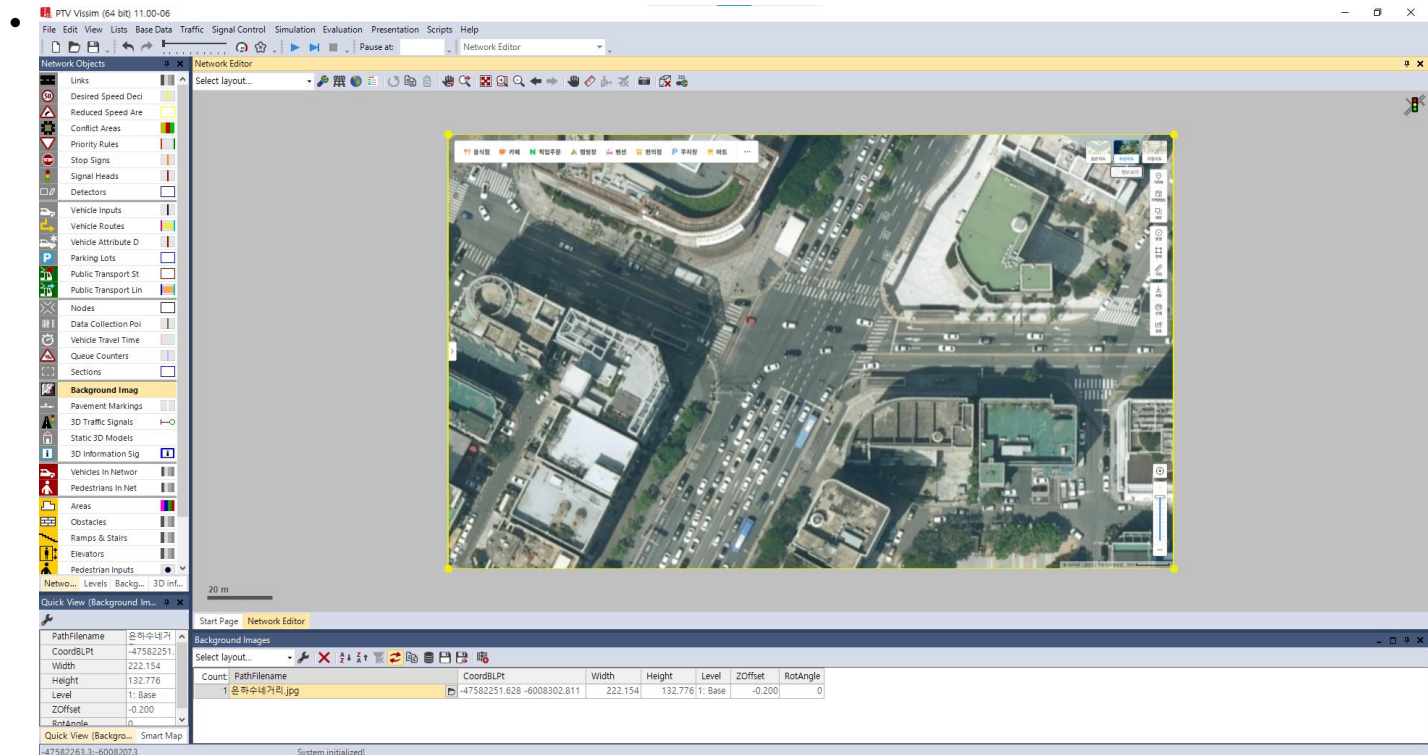 PTV Vissim (64 bit) 11.00-06
File Edit View Lists Base Data Traffic Signal Control Simulation Evaluation Presentation Scripts Help
Pause at: Network Editor
Network Objects
Links
Desired Speed Deci
Reduced Speed Are
Conflict Areas
Priority Rules
Stop Signs
Signal Heads
Detectors
Vehicle Inputs
Vehicle Routes
Vehicle Attribute D
Parking Lots
Public Transport St
Public Transport Lin
Nodes
Data Collection Poi
Vehicle Travel Time
Queue Counters
Sections
Background Imag
Pavement Markings
3D Traffic Signals
Static 3D Models
3D Information Sig
Vehicles In Networ
Pedestrians In Net
Areas
Obstacles
Ramps & Stairs
Elevators
Pedestrian Inputs
Netwo... Levels Backg... 3D inf...
Network Editor
Select layout...
음식점 카페 N 픽업주문 캠핑장 펜션 편의점 P 주차장 마트 ...
20 m
Start Page Network Editor
Quick View (Background Im...
PathFilename 은하수네거
CoordBLPt -47582251.
Width 222.154
Height 132.776
Level 1: Base
ZOffset -0.200
RotAngle 0
Quick View (Backgro... Smart Map
Background Images
Select layout...
Count: PathFilename CoordBLPt Width Height Level ZOffset RotAngle
1 은하수네거리.jpg -47582251.628 -6008302.811 222.154 132.776 1: Base -0.200 0
-47582263.3:-6008207.3 System initialized!